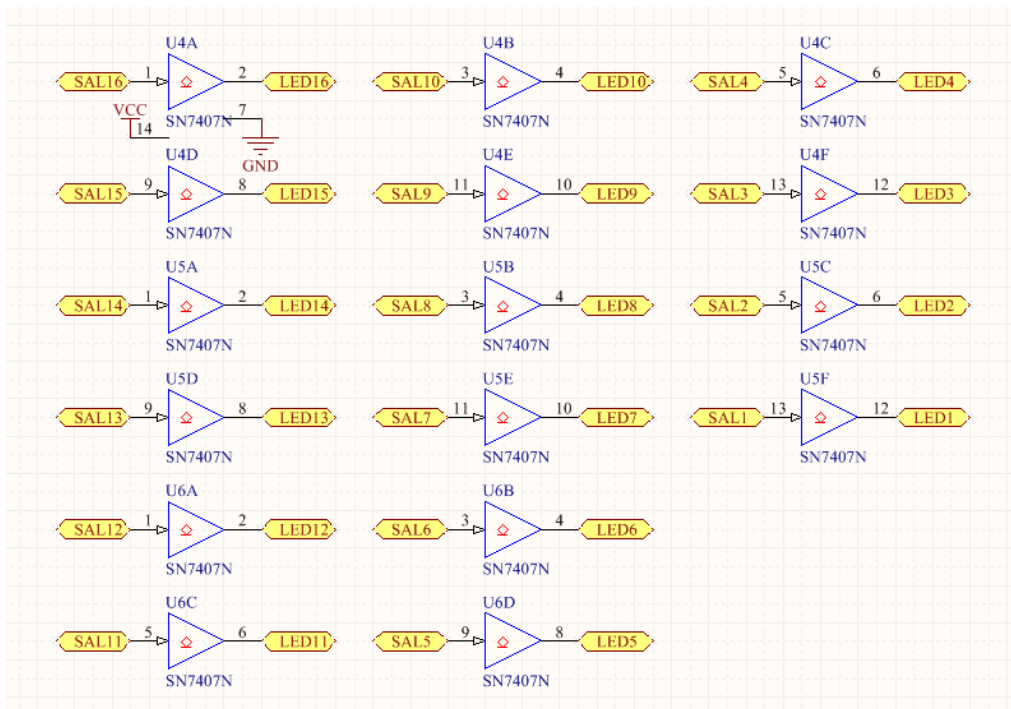 U4A U4B U4C
SAL16 1 2 LED16 SAL10 3 4 LED10 SAL4 5 6 LED4
SN7407N SN7407N SN7407N
VCC 14 7 GND
U4D U4E U4F
SAL15 9 8 LED15 SAL9 11 10 LED9 SAL3 13 12 LED3
SN7407N SN7407N SN7407N
U5A U5B U5C
SAL14 1 2 LED14 SAL8 3 4 LED8 SAL2 5 6 LED2
SN7407N SN7407N SN7407N
U5D U5E U5F
SAL13 9 8 LED13 SAL7 11 10 LED7 SAL1 13 12 LED1
SN7407N SN7407N SN7407N
U6A U6B
SAL12 1 2 LED12 SAL6 3 4 LED6
SN7407N SN7407N
U6C U6D
SAL11 5 6 LED11 SAL5 9 8 LED5
SN7407N SN7407N